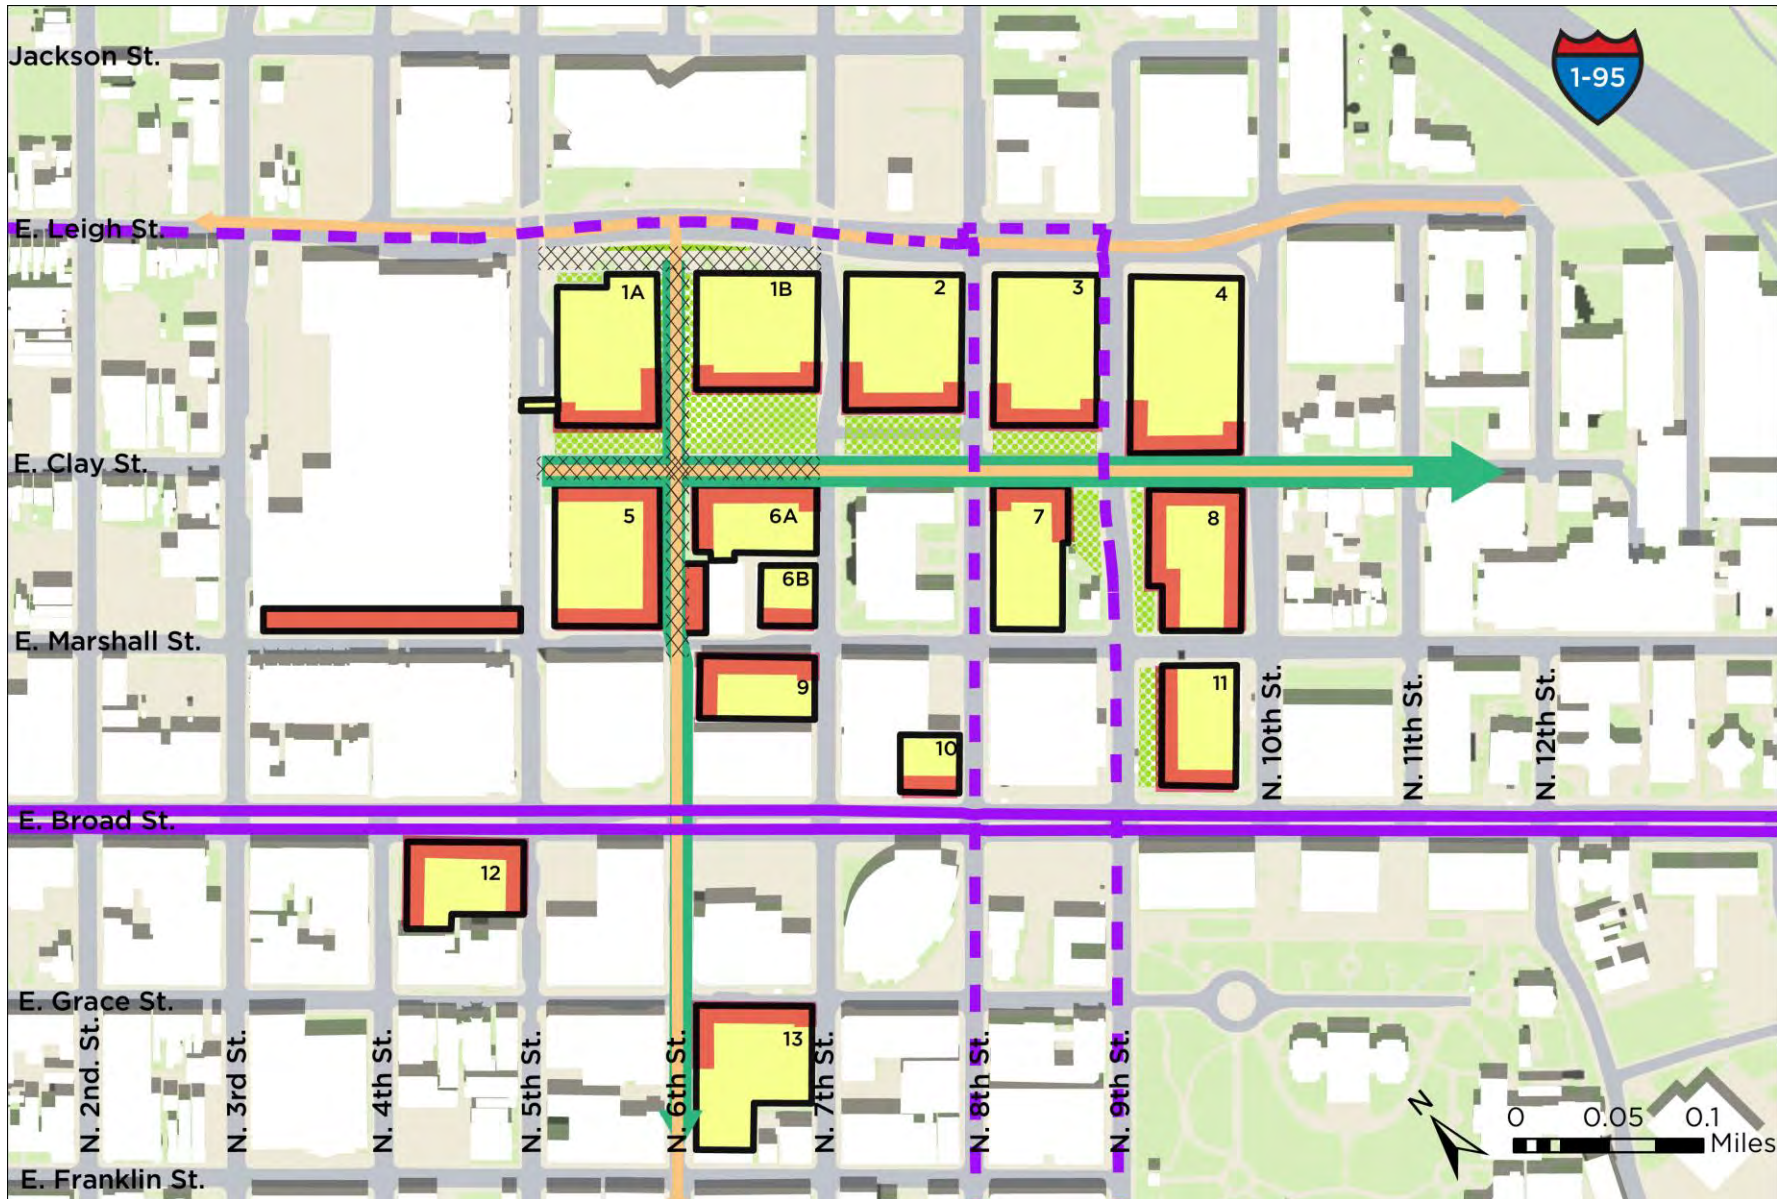 Jackson St.
1-95
E. Leigh St.
1A
1B
2
3
4
E. Clay St.
5
6A
7
8
6B
E. Marshall St.
9
10
11
N. 10th St.
N. 11th St.
N. 12th St.
E. Broad St.
12
E. Grace St.
13
N. 2nd. St.
N. 3rd St.
N. 4th St.
N. 5th St.
N. 6th St.
N. 7th St.
N. 8th St.
N. 9th St.
N
0 0.05 0.1
Miles
E. Franklin St.